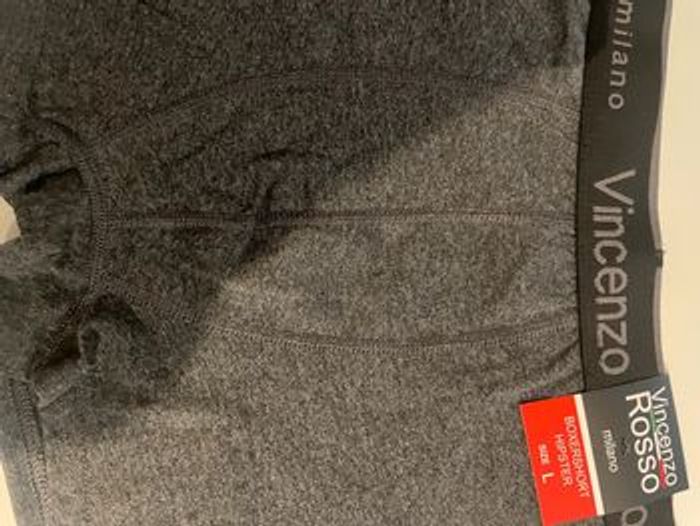 milano
Vincenzo
Vincenzo
Rosso
milano
BOXERSHORT
HIPSTER
SIZE L